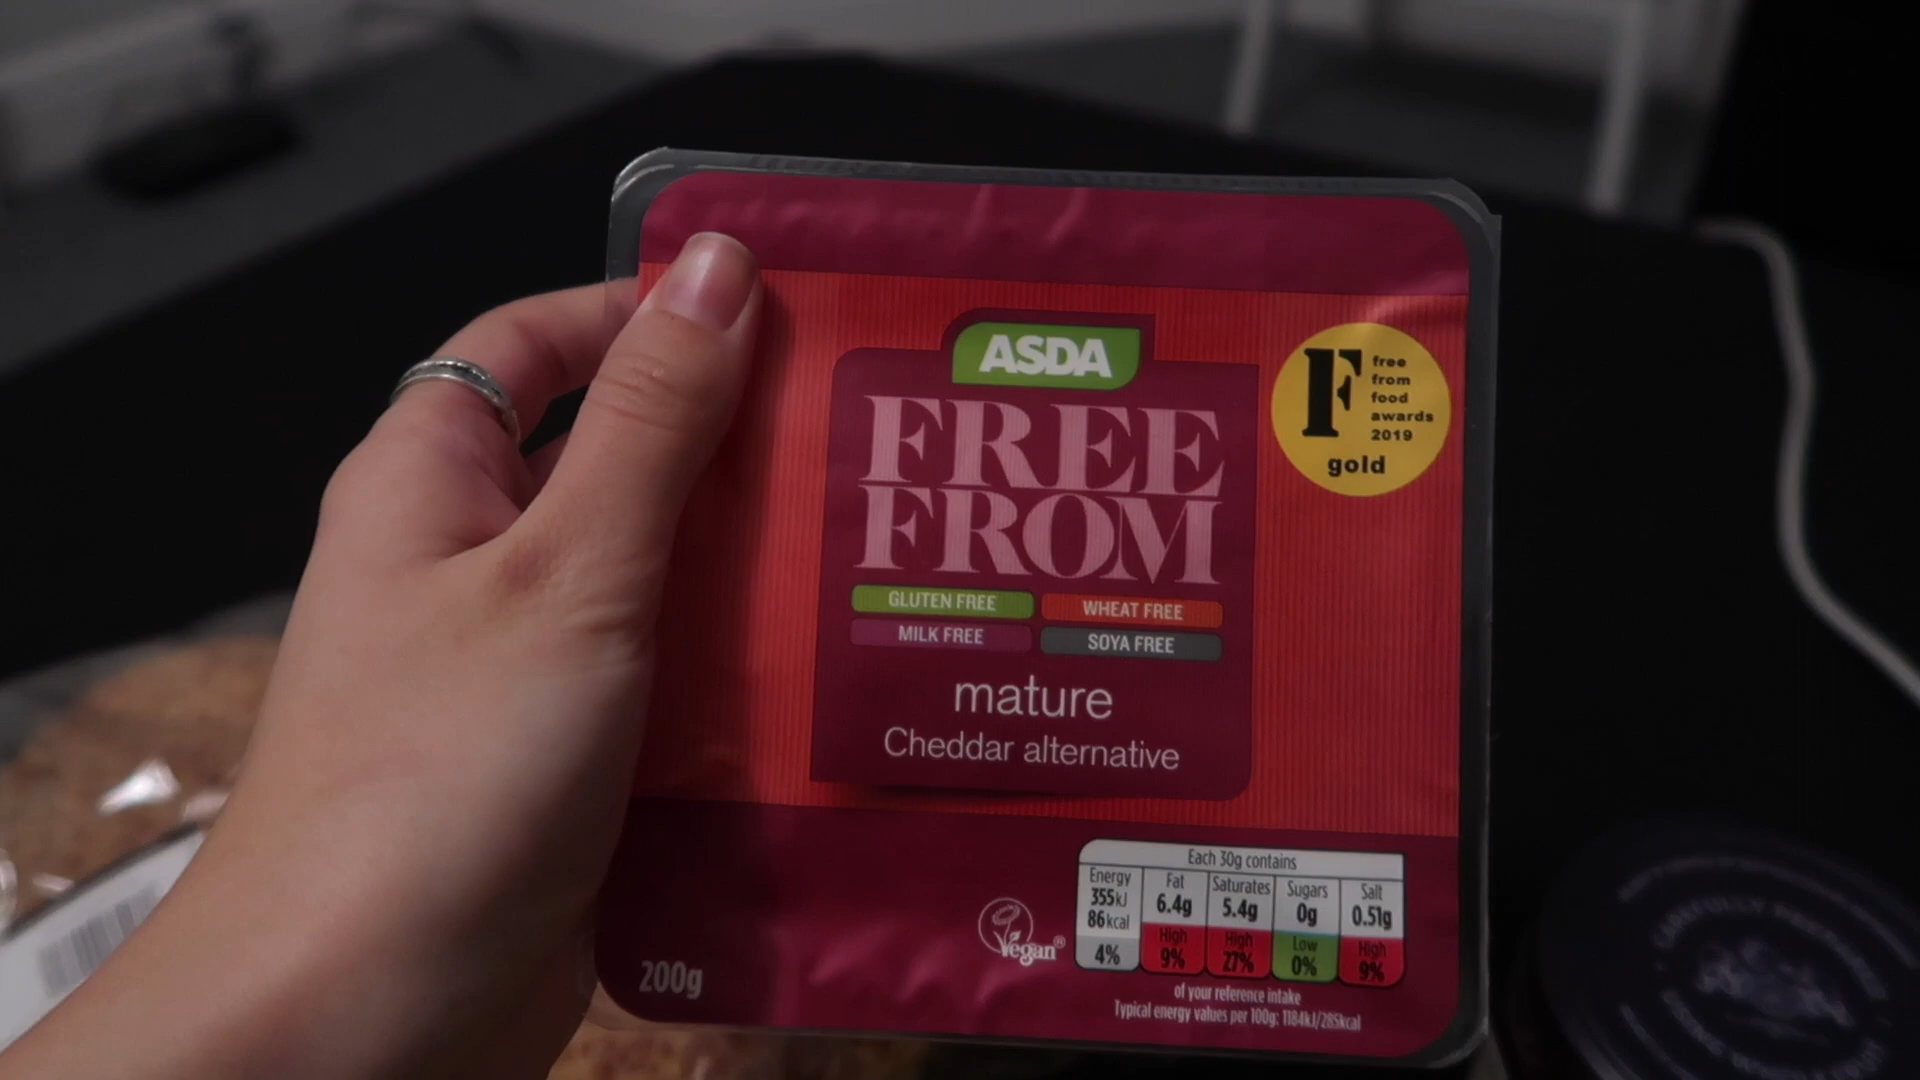 ASDA
FREE
FROM
GLUTEN FREE
WHEAT FREE
MILK FREE
SOYA FREE
mature
Cheddar alternative
F
free
from
food
awards
2019
gold
200g
Vegan®
Each 30g contains
Energy
355kJ
86kcal
4%
Fat
6.4g
High
9%
Saturates
5.4g
High
27%
Sugars
0g
Low
0%
Salt
0.51g
High
9%
of your reference intake
Typical energy values per 100g: 1184kJ/285kcal